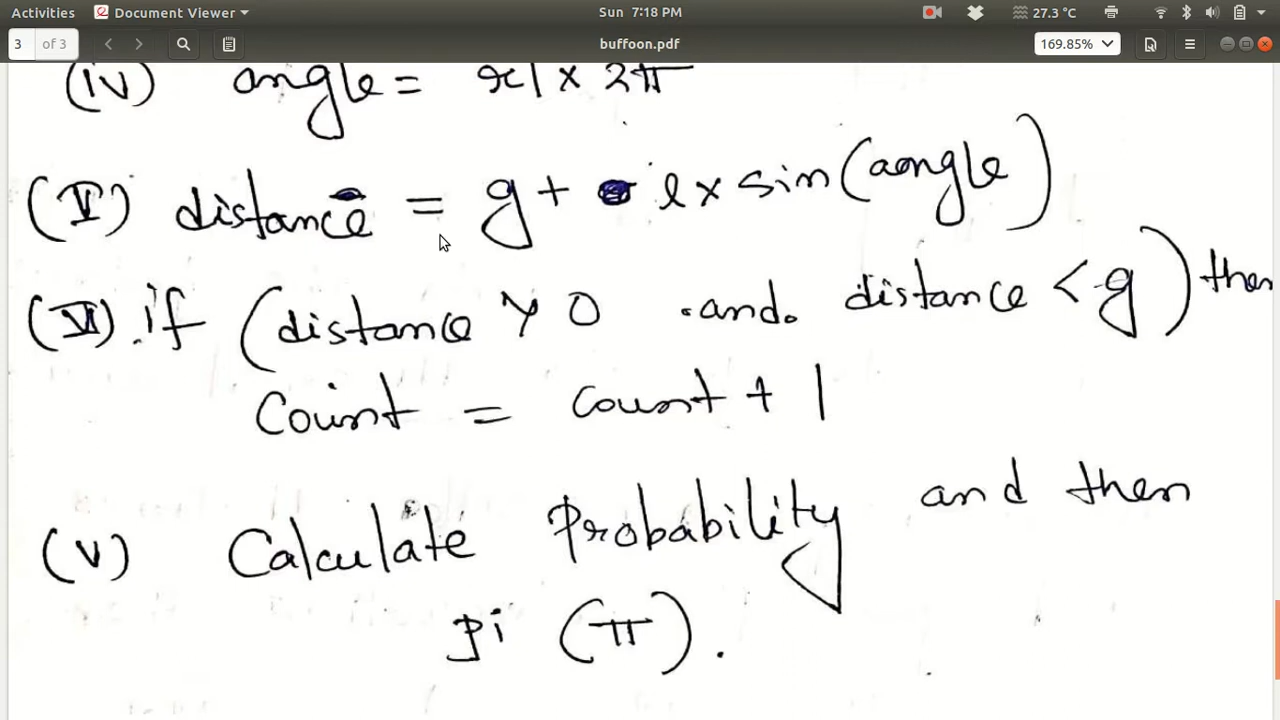 Activities Document Viewer Sun 7:18 PM 27.3 °C
3 of 3 buffoon.pdf 169.85%
(iv) angle = r1 x 2π
(V) distance = g + l x sin(angle)
(VI) if (distance > 0 .and. distance < g) then
Count = count + 1
(V) Calculate Probability and then
pi (π).